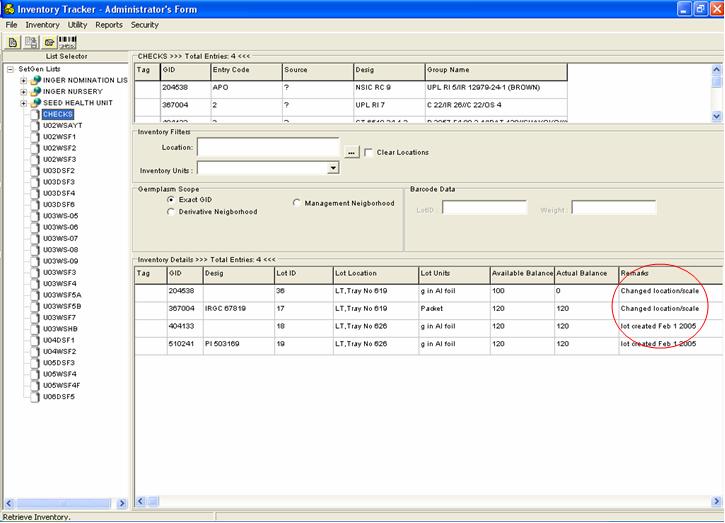 Inventory Tracker - Administrator's Form
File Inventory Utility Reports Security
List Selector
SetGen Lists
INGER NOMINATION LIS
INGER NURSERY
SEED HEALTH UNIT
CHECKS
U02WSAYT
U02WSF1
U02WSF2
U02WSF3
U03DSF2
U03DSF3
U03DSF4
U03DSF6
U03WS-05
U03WS-06
U03WS-07
U03WS-08
U03WS-09
U03WSF3
U03WSF4
U03WSF5A
U03WSF5B
U03WSF7
U03WSHB
U04DSF1
U04WSF2
U05DSF3
U05WSF4
U05WSF4F
U06DSF5
CHECKS >>> Total Entries: 4 <<<
Tag GID Entry Code Source Desig Group Name
204538 APO ? NSIC RC 9 UPL RI 5/IR 12979-24-1 (BROWN)
367004 2 ? UPL RI 7 C 22/IR 26//C 22/OS 4
Inventory Filters
Location: ... Clear Locations
Inventory Units :
Germplasm Scope
Exact GID
Management Neigborhood
Derivative Neigborhood
Barcode Data
LotID : Weight :
Inventory Details >>> Total Entries: 4 <<<
Tag GID Desig Lot ID Lot Location Lot Units Available Balance Actual Balance Remarks
204538 36 LT,Tray No 619 g in Al foil 100 0 Changed location/scale
367004 IRGC 67819 17 LT,Tray No 619 Packet 120 120 Changed location/scale
404133 18 LT,Tray No 626 g in Al foil 120 120 lot created Feb 1 2005
510241 PI 503169 19 LT,Tray No 626 g in Al foil 120 120 lot created Feb 1 2005
Retrieve Inventory.